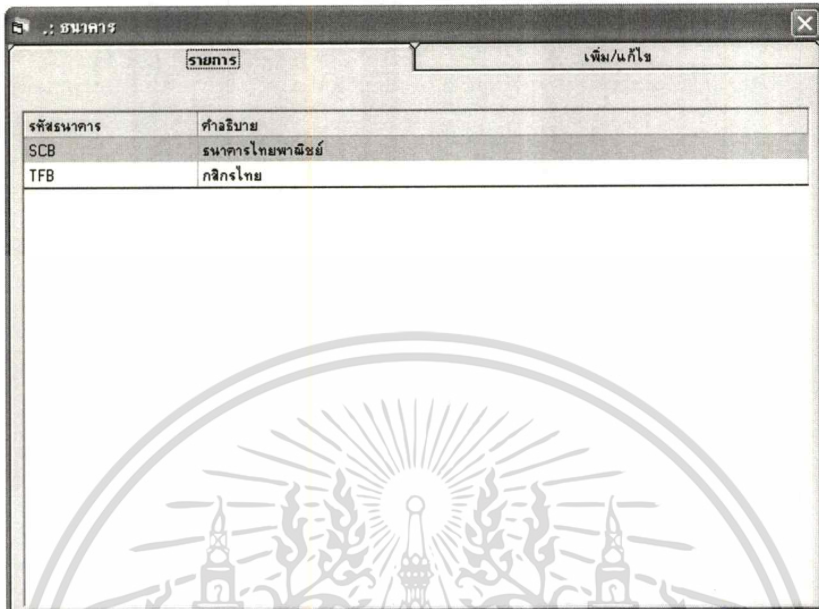 .: ธนาคาร
รายการ
เพิ่ม/แก้ไข
รหัสธนาคาร คำอธิบาย
SCB ธนาคารไทยพาณิชย์
TFB กสิกรไทย